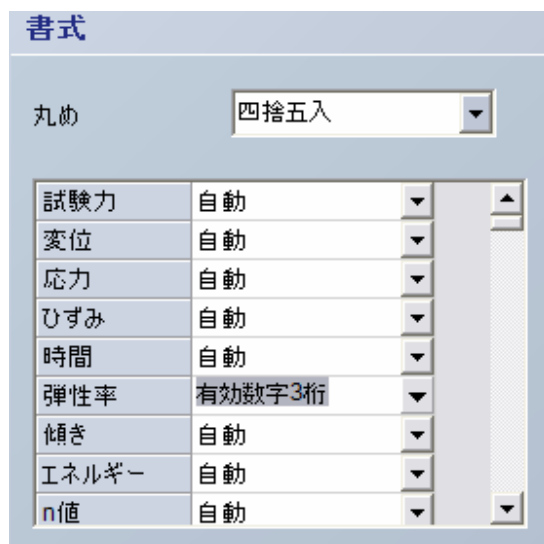 書式
丸め 四捨五入
試験力 自動
変位 自動
応力 自動
ひずみ 自動
時間 自動
弾性率 有効数字3桁
傾き 自動
エネルギー 自動
n値 自動